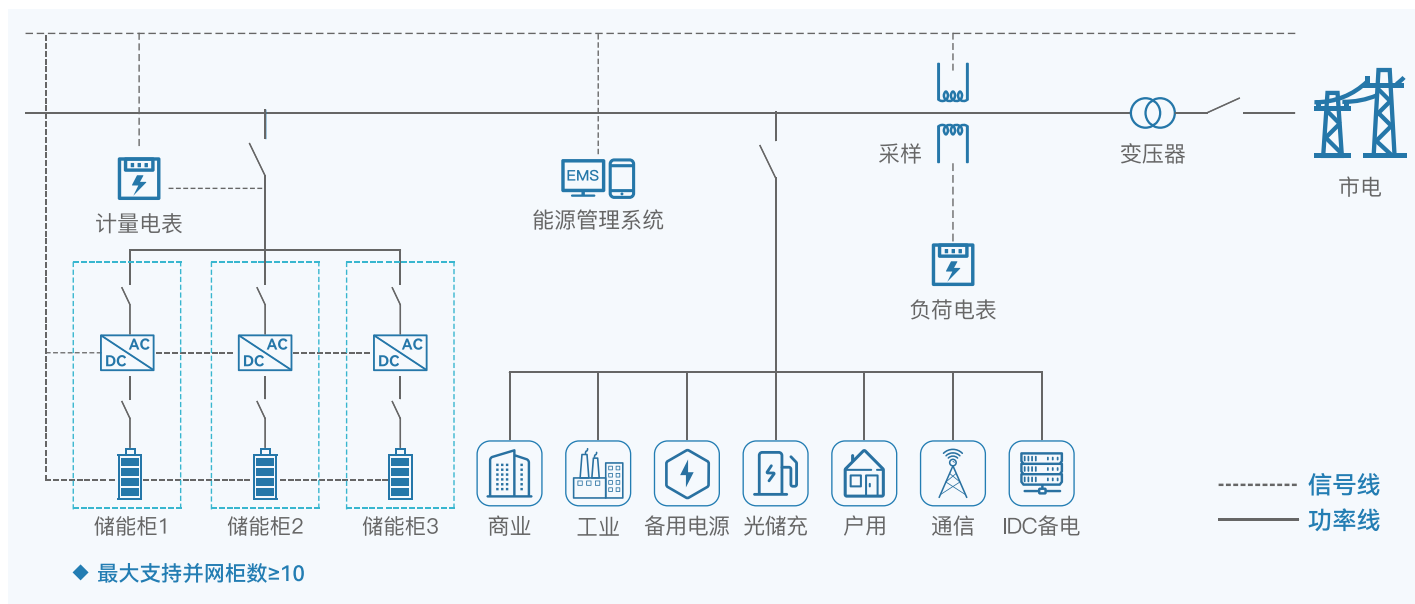 EMS
采样
变压器
市电
计量电表
能源管理系统
负荷电表
AC
DC
AC
DC
AC
DC
储能柜1
储能柜2
储能柜3
商业
工业
备用电源
光储充
户用
通信
IDC备电
信号线
功率线
◆ 最大支持并网柜数≥10